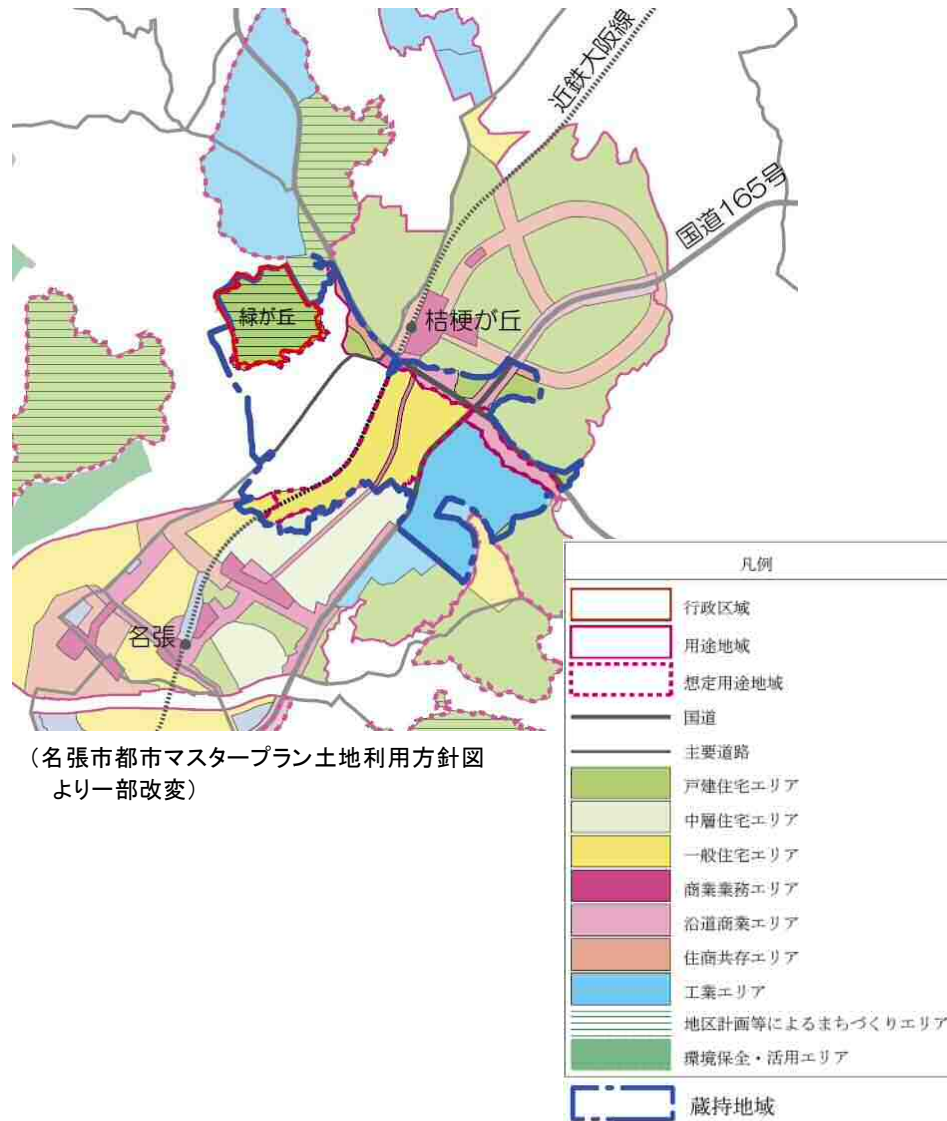 近鉄大阪線
国道165号
緑が丘
桔梗が丘
名張
(名張市都市マスタープラン土地利用方針図
より一部改変)
凡例
行政区域
用途地域
想定用途地域
国道
主要道路
戸建住宅エリア
中層住宅エリア
一般住宅エリア
商業業務エリア
沿道商業エリア
住商共存エリア
工業エリア
地区計画等によるまちづくりエリア
環境保全・活用エリア
蔵持地域